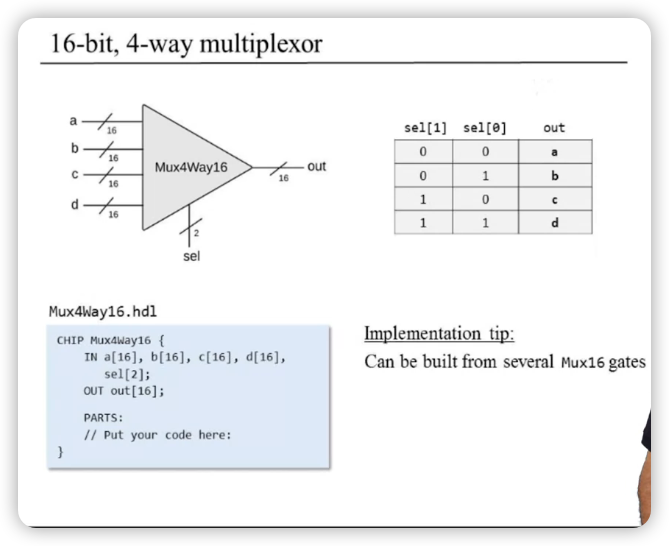 16-bit, 4-way multiplexor
a
16
b
16
c
16
d
16
Mux4Way16
16
out
2
sel
sel[1] sel[0] out
0 0 a
0 1 b
1 0 c
1 1 d
Mux4Way16.hdl
CHIP Mux4Way16 {
IN a[16], b[16], c[16], d[16],
sel[2];
OUT out[16];
PARTS:
// Put your code here:
}
Implementation tip:
Can be built from several Mux16 gates